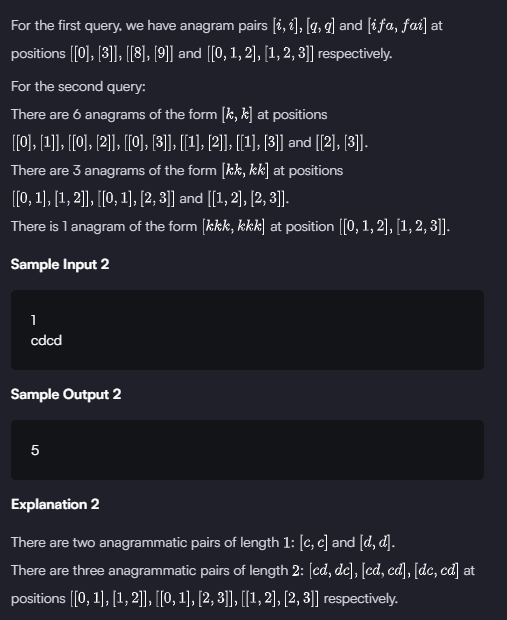 For the first query, we have anagram pairs [i, i], [q, q] and [ifa, fai] at
positions [[0], [3]], [[8], [9]] and [[0, 1, 2], [1, 2, 3]] respectively.
For the second query:
There are 6 anagrams of the form [k, k] at positions
[[0], [1]], [[0], [2]], [[0], [3]], [[1], [2]], [[1], [3]] and [[2], [3]].
There are 3 anagrams of the form [kk, kk] at positions
[[0, 1], [1, 2]], [[0, 1], [2, 3]] and [[1, 2], [2, 3]].
There is 1 anagram of the form [kkk, kkk] at position [[0, 1, 2], [1, 2, 3]].
Sample Input 2
1
cdcd
Sample Output 2
5
Explanation 2
There are two anagrammatic pairs of length 1: [c, c] and [d, d].
There are three anagrammatic pairs of length 2: [cd, dc], [cd, cd], [dc, cd] at
positions [[0, 1], [1, 2]], [[0, 1], [2, 3]], [[1, 2], [2, 3]] respectively.